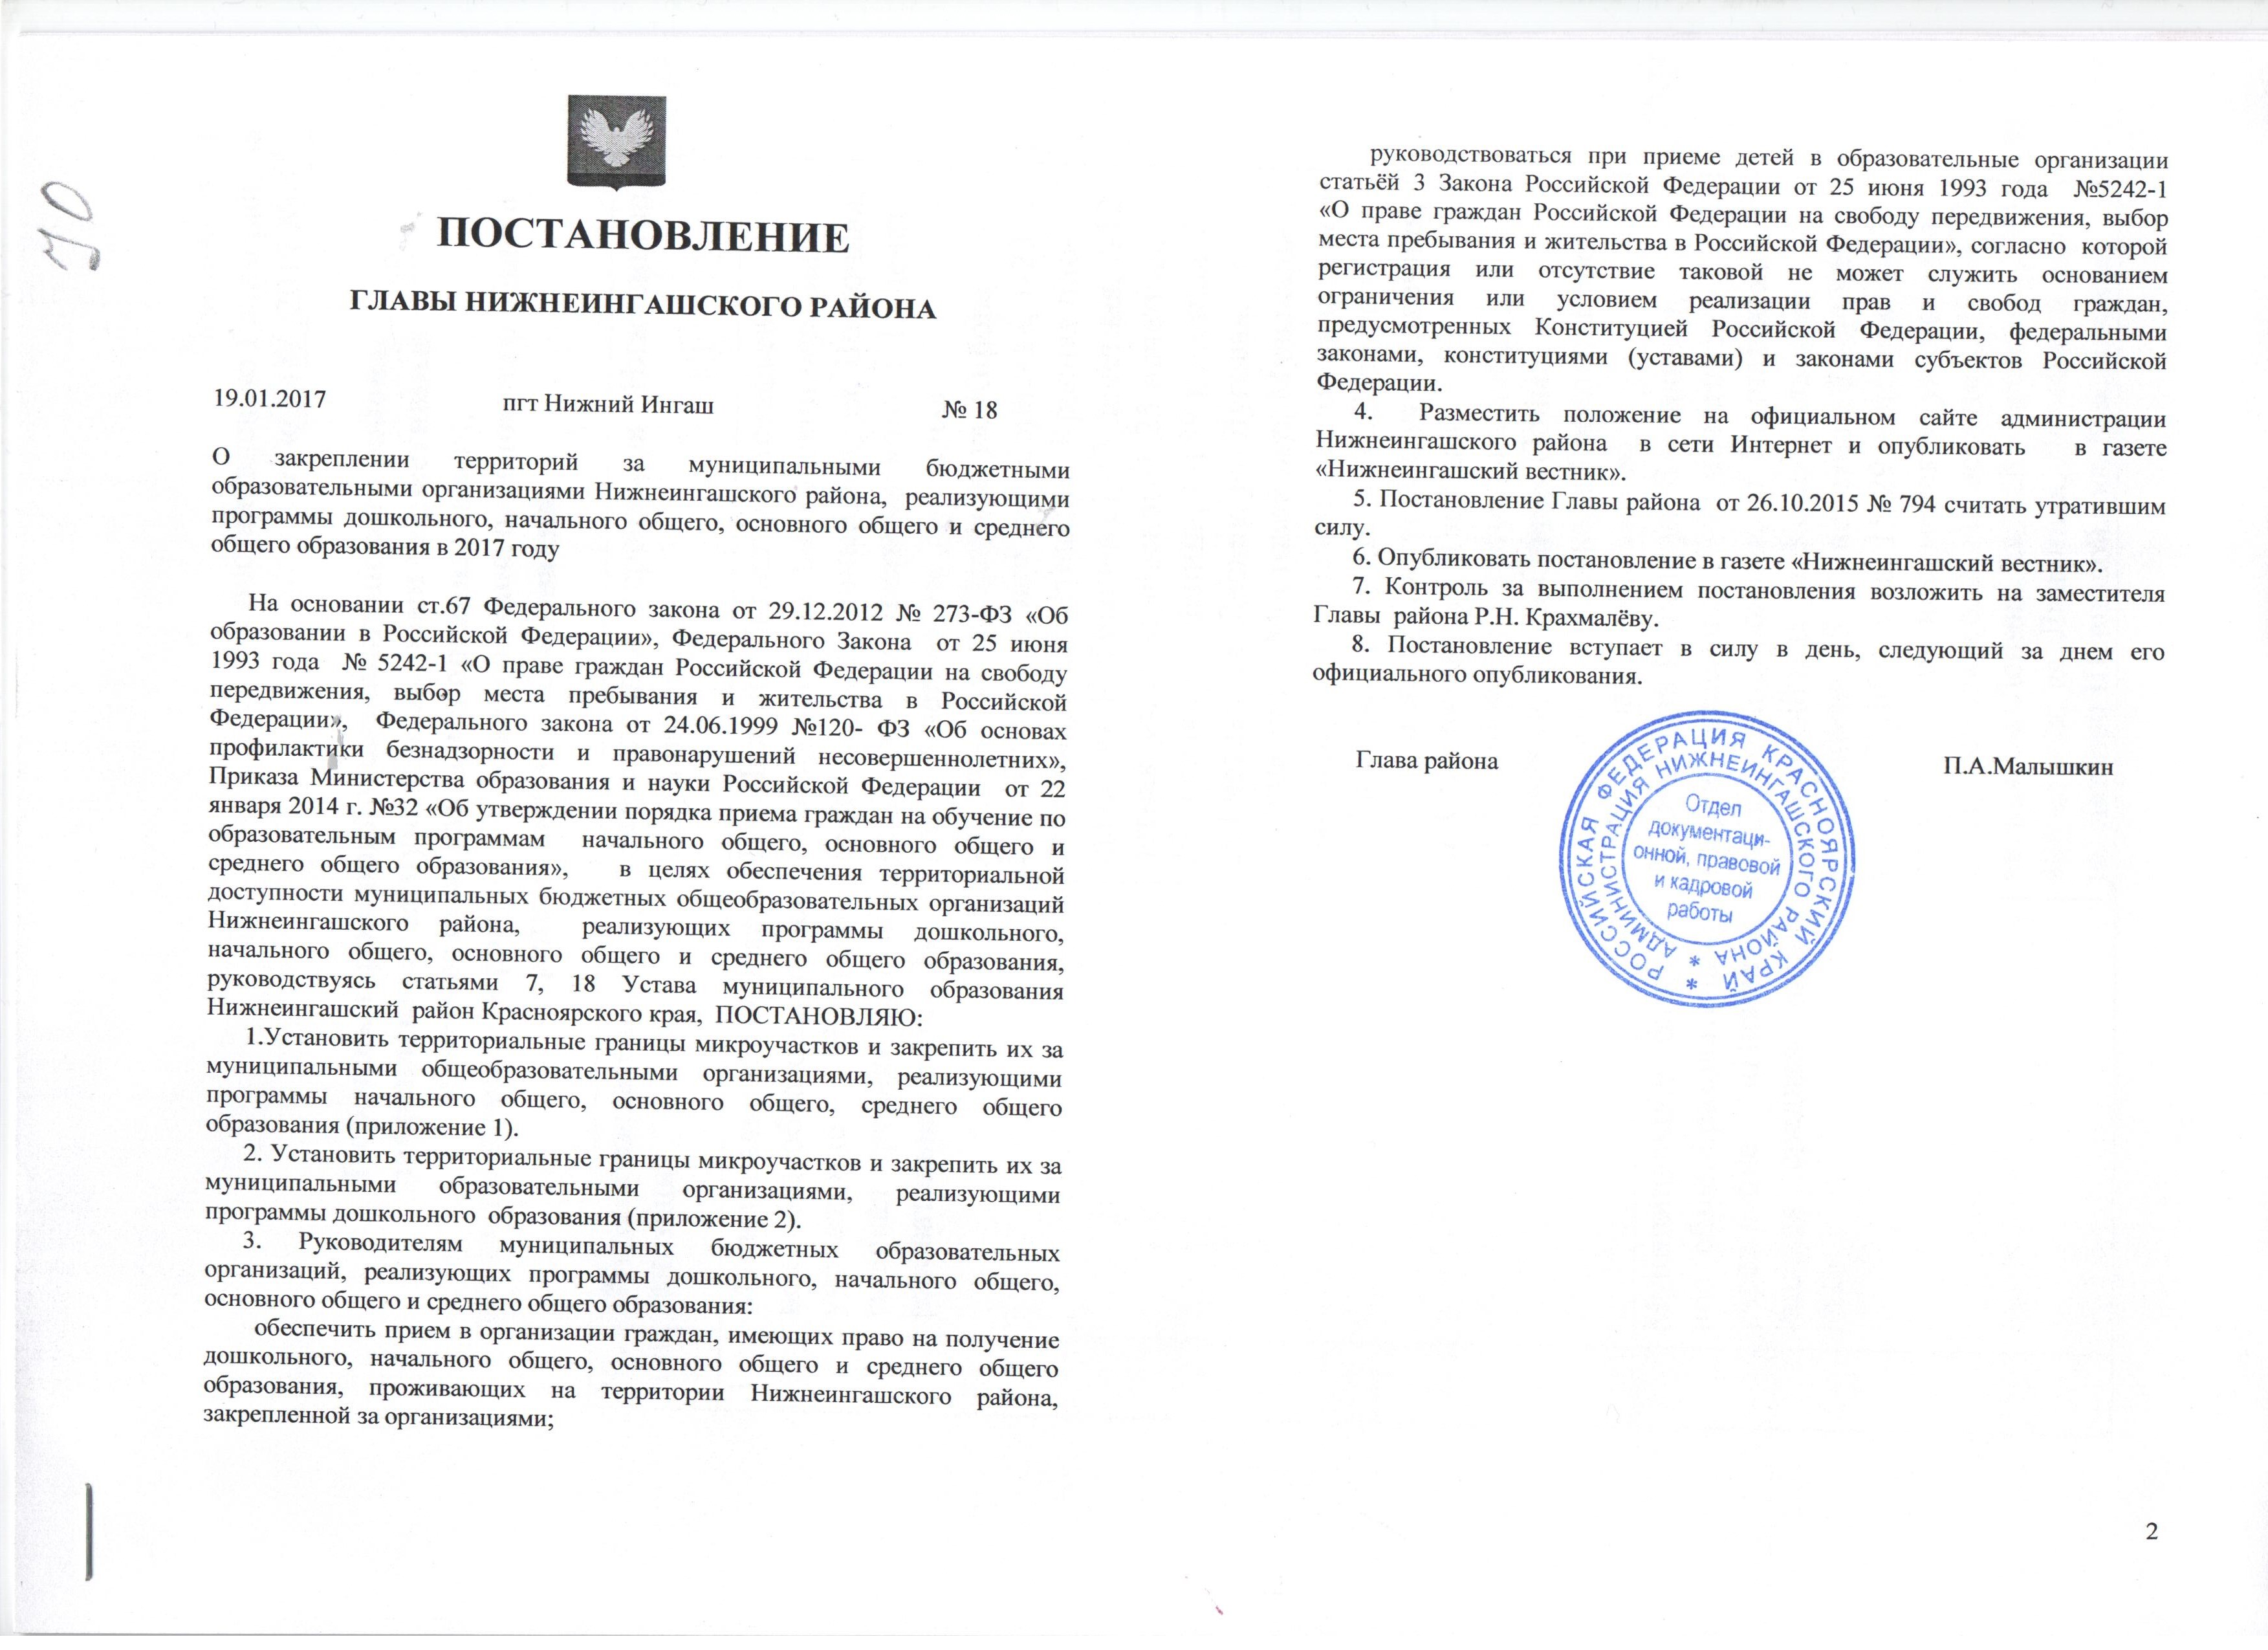 ПОСТАНОВЛЕНИЕ
ГЛАВЫ НИЖНЕИНГАШСКОГО РАЙОНА
19.01.2017 пгт Нижний Ингаш № 18
О закреплении территорий за муниципальными бюджетными
образовательными организациями Нижнеингашского района, реализующими
программы дошкольного, начального общего, основного общего и среднего
общего образования в 2017 году
На основании ст.67 Федерального закона от 29.12.2012 № 273-ФЗ «Об
образовании в Российской Федерации», Федерального Закона от 25 июня
1993 года № 5242-1 «О праве граждан Российской Федерации на свободу
передвижения, выбор места пребывания и жительства в Российской
Федерации», Федерального закона от 24.06.1999 №120- ФЗ «Об основах
профилактики безнадзорности и правонарушений несовершеннолетних»,
Приказа Министерства образования и науки Российской Федерации от 22
января 2014 г. №32 «Об утверждении порядка приема граждан на обучение по
образовательным программам начального общего, основного общего и
среднего общего образования», в целях обеспечения территориальной
доступности муниципальных бюджетных общеобразовательных организаций
Нижнеингашского района, реализующих программы дошкольного,
начального общего, основного общего и среднего общего образования,
руководствуясь статьями 7, 18 Устава муниципального образования
Нижнеингашский район Красноярского края, ПОСТАНОВЛЯЮ:
1.Установить территориальные границы микроучастков и закрепить их за
муниципальными общеобразовательными организациями, реализующими
программы начального общего, основного общего, среднего общего
образования (приложение 1).
2. Установить территориальные границы микроучастков и закрепить их за
муниципальными образовательными организациями, реализующими
программы дошкольного образования (приложение 2).
3. Руководителям муниципальных бюджетных образовательных
организаций, реализующих программы дошкольного, начального общего,
основного общего и среднего общего образования:
обеспечить прием в организации граждан, имеющих право на получение
дошкольного, начального общего, основного общего и среднего общего
образования, проживающих на территории Нижнеингашского района,
закрепленной за организациями;
руководствоваться при приеме детей в образовательные организации
статьёй 3 Закона Российской Федерации от 25 июня 1993 года №5242-1
«О праве граждан Российской Федерации на свободу передвижения, выбор
места пребывания и жительства в Российской Федерации», согласно которой
регистрация или отсутствие таковой не может служить основанием
ограничения или условием реализации прав и свобод граждан,
предусмотренных Конституцией Российской Федерации, федеральными
законами, конституциями (уставами) и законами субъектов Российской
Федерации.
4. Разместить положение на официальном сайте администрации
Нижнеингашского района в сети Интернет и опубликовать в газете
«Нижнеингашский вестник».
5. Постановление Главы района от 26.10.2015 № 794 считать утратившим
силу.
6. Опубликовать постановление в газете «Нижнеингашский вестник».
7. Контроль за выполнением постановления возложить на заместителя
Главы района Р.Н. Крахмалёву.
8. Постановление вступает в силу в день, следующий за днем его
официального опубликования.
Глава района П.А.Малышкин
РОССИЙСКАЯ ФЕДЕРАЦИЯ КРАСНОЯРСКИЙ КРАЙ *
АДМИНИСТРАЦИЯ НИЖНЕИНГАШСКОГО РАЙОНА *
Отдел
документаци-
онной, правовой
и кадровой
работы
2